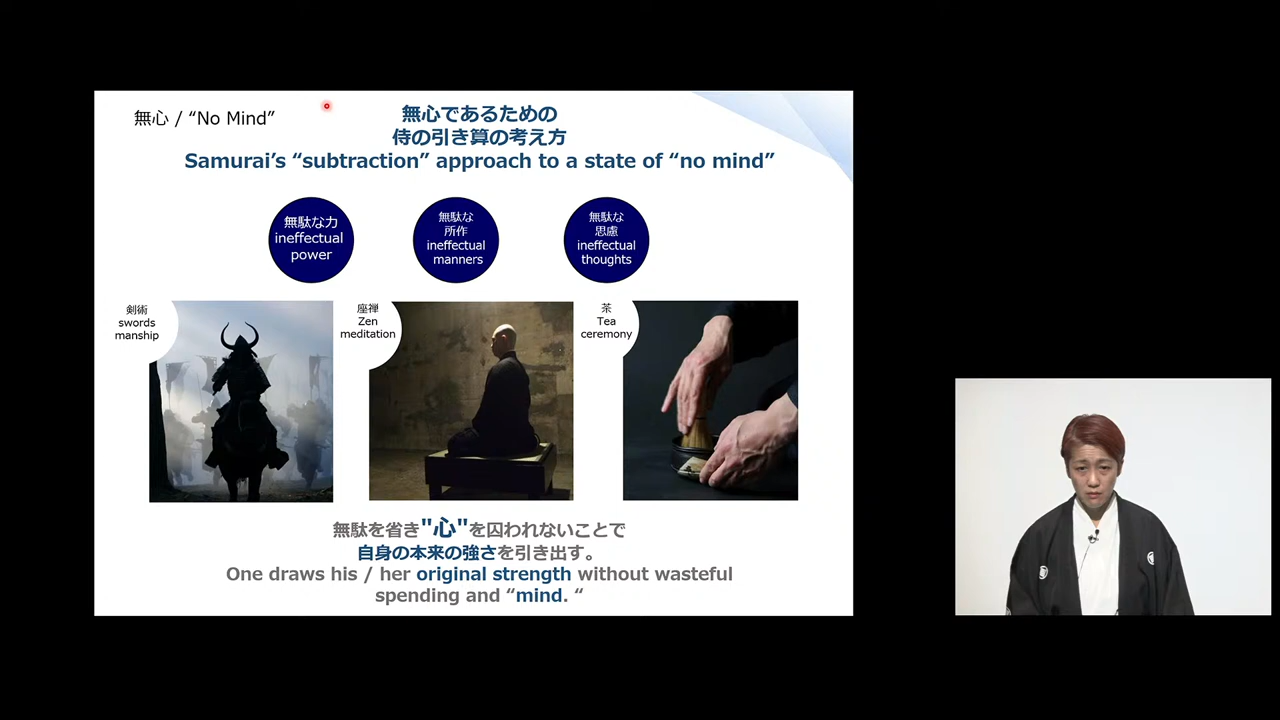 無心 / “No Mind”
無心であるための
侍の引き算の考え方
Samurai’s “subtraction” approach to a state of “no mind”
無駄な力
ineffectual
power
無駄な
所作
ineffectual
manners
無駄な
思慮
ineffectual
thoughts
剣術
swords
manship
座禅
Zen
meditation
茶
Tea
ceremony
無駄を省き"心"を囚われないことで
自身の本来の強さを引き出す。
One draws his / her original strength without wasteful
spending and “mind. “